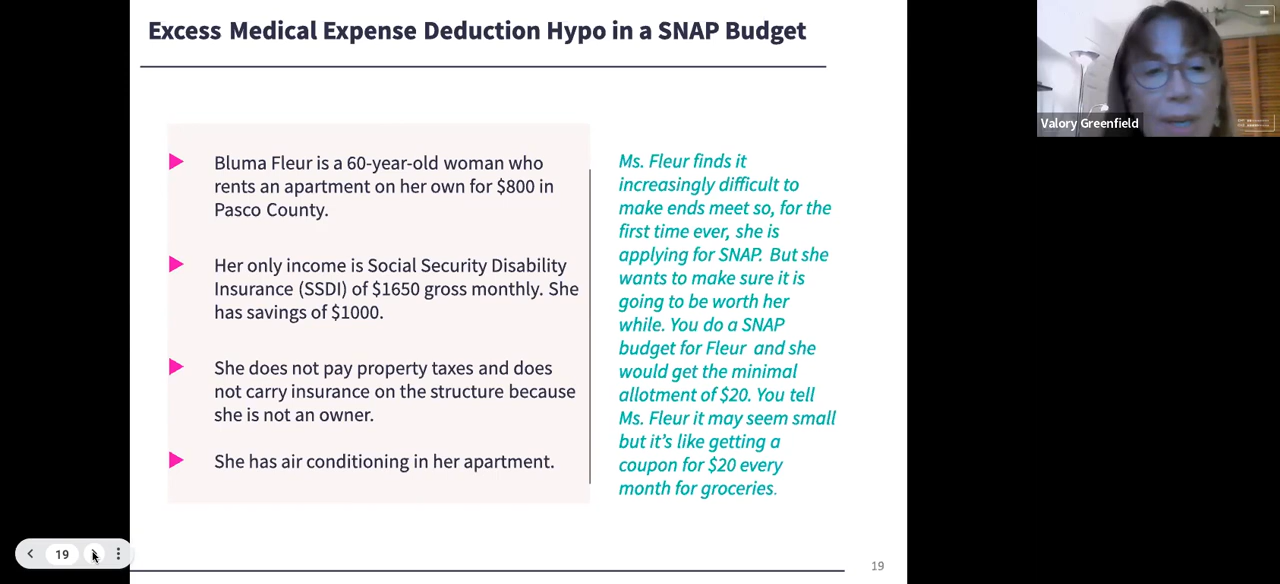 Excess Medical Expense Deduction Hypo in a SNAP Budget
Valory Greenfield
Bluma Fleur is a 60-year-old woman who
rents an apartment on her own for $800 in
Pasco County.
Her only income is Social Security Disability
Insurance (SSDI) of $1650 gross monthly. She
has savings of $1000.
She does not pay property taxes and does
not carry insurance on the structure because
she is not an owner.
She has air conditioning in her apartment.
Ms. Fleur finds it
increasingly difficult to
make ends meet so, for the
first time ever, she is
applying for SNAP. But she
wants to make sure it is
going to be worth her
while. You do a SNAP
budget for Fleur and she
would get the minimal
allotment of $20. You tell
Ms. Fleur it may seem small
but it's like getting a
coupon for $20 every
month for groceries.
19
19